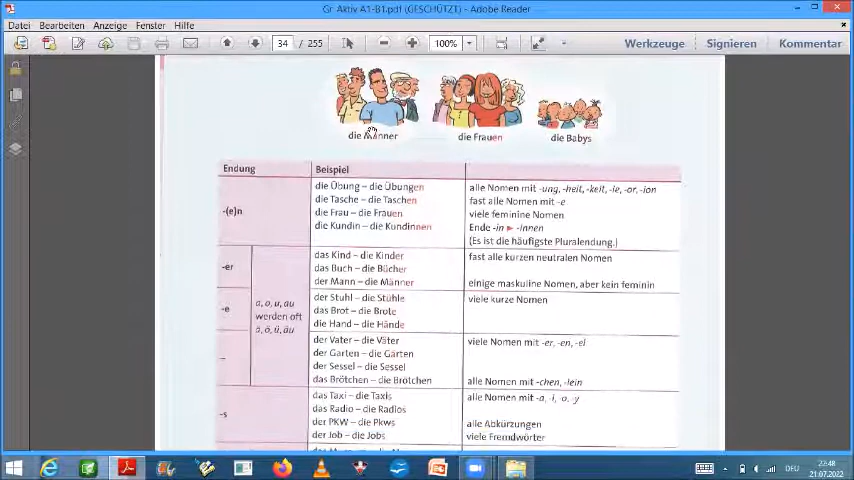 Gr Aktiv A1-B1.pdf (GESCHÜTZT) - Adobe Reader
Datei Bearbeiten Anzeige Fenster Hilfe
34 / 255 100% Werkzeuge Signieren Kommentar
die Männer die Frauen die Babys
Endung Beispiel
-(e)n
die Übung – die Übungen
die Tasche – die Taschen
die Frau – die Frauen
die Kundin – die Kundinnen
alle Nomen mit -ung, -heit, -keit, -ie, -or, -ion
fast alle Nomen mit -e
viele feminine Nomen
Ende -in ► -innen
(Es ist die häufigste Pluralendung.)
-er
a, o, u, au
werden oft
ä, ö, ü, äu
das Kind – die Kinder
das Buch – die Bücher
der Mann – die Männer
fast alle kurzen neutralen Nomen
einige maskuline Nomen, aber kein feminin
-e
der Stuhl – die Stühle
das Brot – die Brote
die Hand – die Hände
viele kurze Nomen
–
der Vater – die Väter
der Garten – die Gärten
der Sessel – die Sessel
das Brötchen – die Brötchen
viele Nomen mit -er, -en, -el
alle Nomen mit -chen, -lein
-s
das Taxi – die Taxis
das Radio – die Radios
der PKW – die Pkws
der Job – die Jobs
alle Nomen mit -a, -i, -o, -y
alle Abkürzungen
viele Fremdwörter
DEU
22:48
21.07.2022